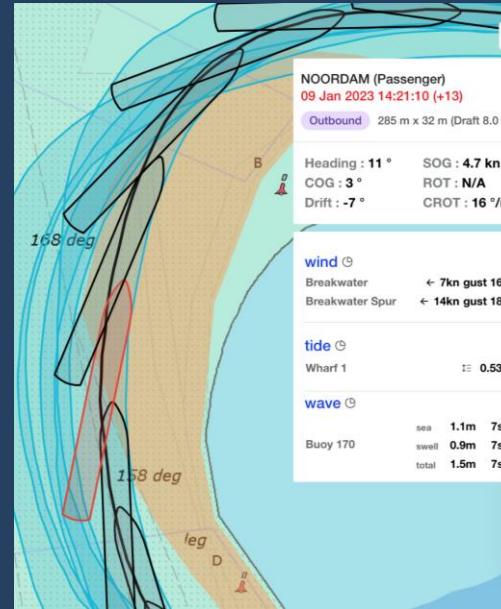 NOORDAM (Passenger)
09 Jan 2023 14:21:10 (+13)
Outbound 285 m x 32 m (Draft 8.0
Heading : 11 ° SOG : 4.7 kn
COG : 3 ° ROT : N/A
Drift : -7 ° CROT : 16 °/
wind
Breakwater ← 7kn gust 16
Breakwater Spur ← 14kn gust 18
tide
Wharf 1 0.53
wave
sea 1.1m 7s
Buoy 170 swell 0.9m 7s
total 1.5m 7s
B
168 deg
158 deg
leg
D